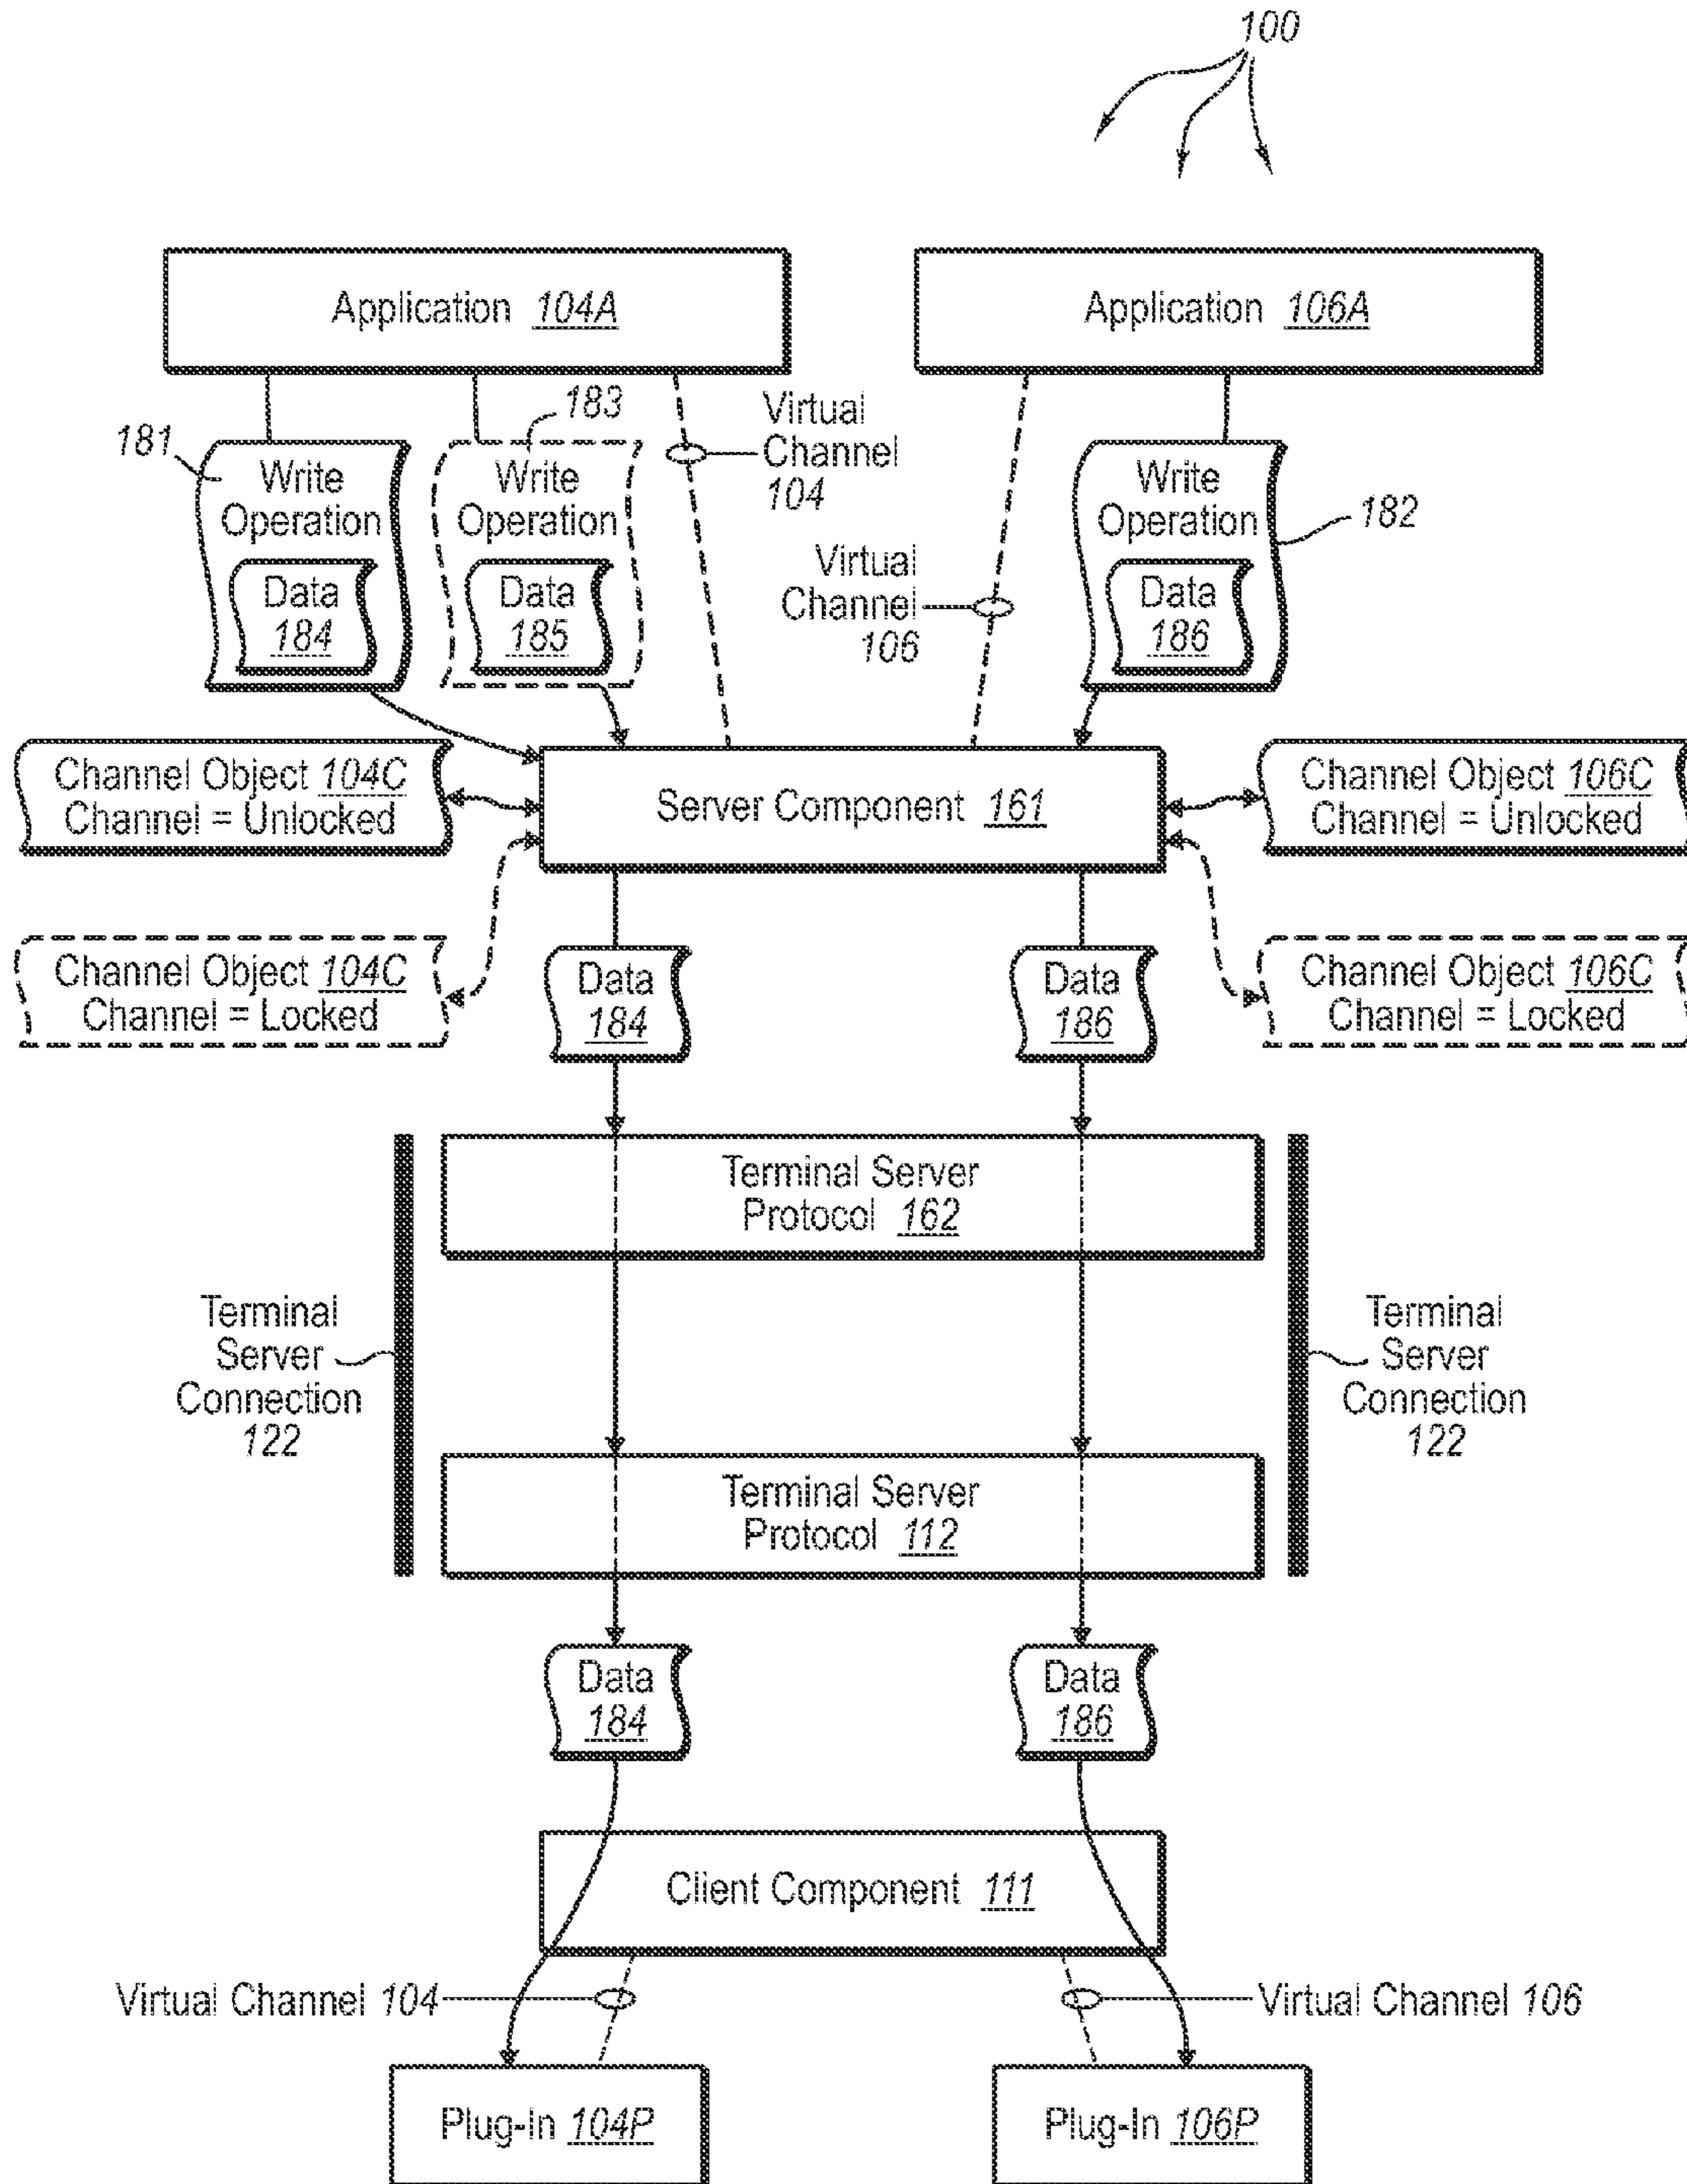 100
Application 104A
Application 106A
181
Write
Operation
Data
184
183
Write
Operation
Data
185
Virtual
Channel
104
Virtual
Channel
106
Write
Operation
Data
186
182
Channel Object 104C
Channel = Unlocked
Server Component 161
Channel Object 106C
Channel = Unlocked
Channel Object 104C
Channel = Locked
Data
184
Data
186
Channel Object 106C
Channel = Locked
Terminal Server
Protocol 162
Terminal
Server
Connection
122
Terminal
Server
Connection
122
Terminal Server
Protocol 112
Data
184
Data
186
Client Component 111
Virtual Channel 104
Virtual Channel 106
Plug-In 104P
Plug-In 106P